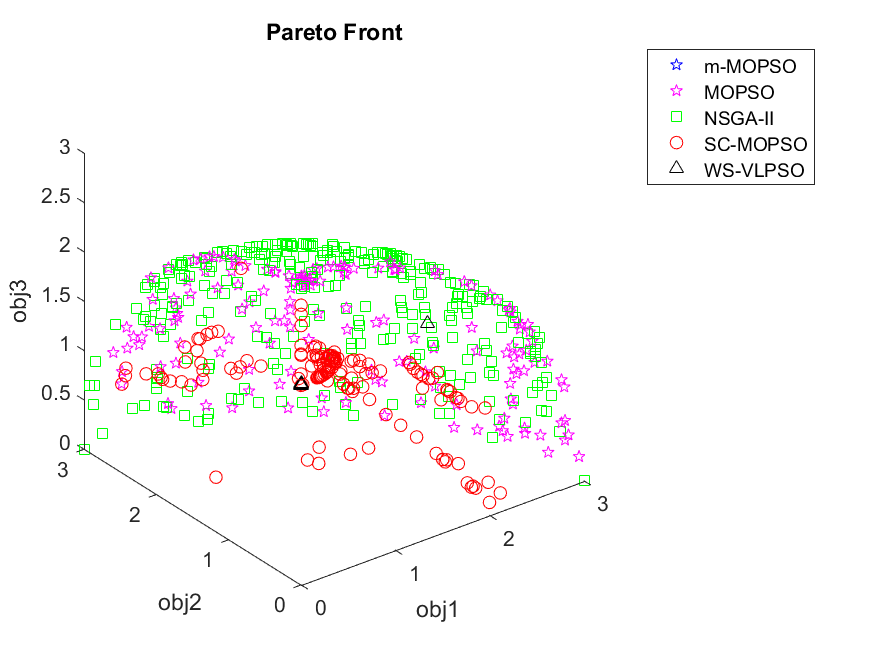 Pareto Front
m-MOPSO
MOPSO
NSGA-II
SC-MOPSO
WS-VLPSO
3
2.5
2
1.5
1
0.5
0
obj3
3
2
1
0
obj2
0
1
2
3
obj1